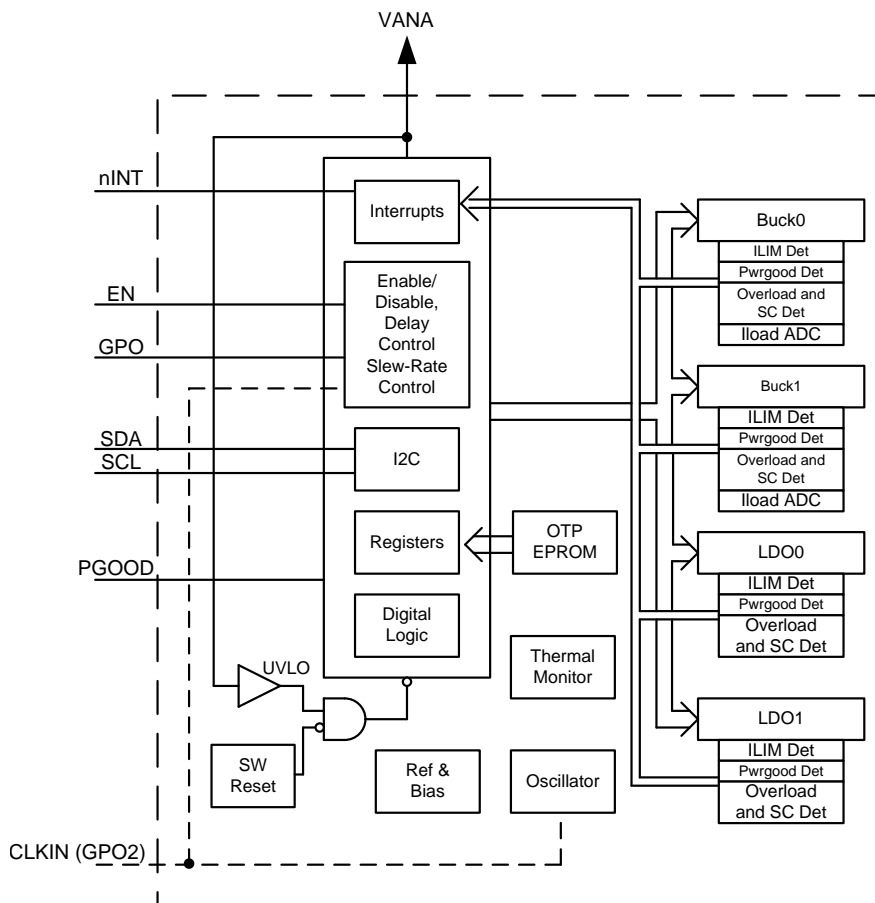 VANA
nINT
Interrupts
EN
GPO
Enable/
Disable,
Delay
Control
Slew-Rate
Control
SDA
SCL
I2C
Registers
OTP
EPROM
PGOOD
Digital
Logic
UVLO
Thermal
Monitor
SW
Reset
Ref &
Bias
Oscillator
CLKIN (GPO2)
Buck0
ILIM Det
Pwrgood Det
Overload and
SC Det
Iload ADC
Buck1
ILIM Det
Pwrgood Det
Overload and
SC Det
Iload ADC
LDO0
ILIM Det
Pwrgood Det
Overload
and SC Det
LDO1
ILIM Det
Pwrgood Det
Overload
and SC Det